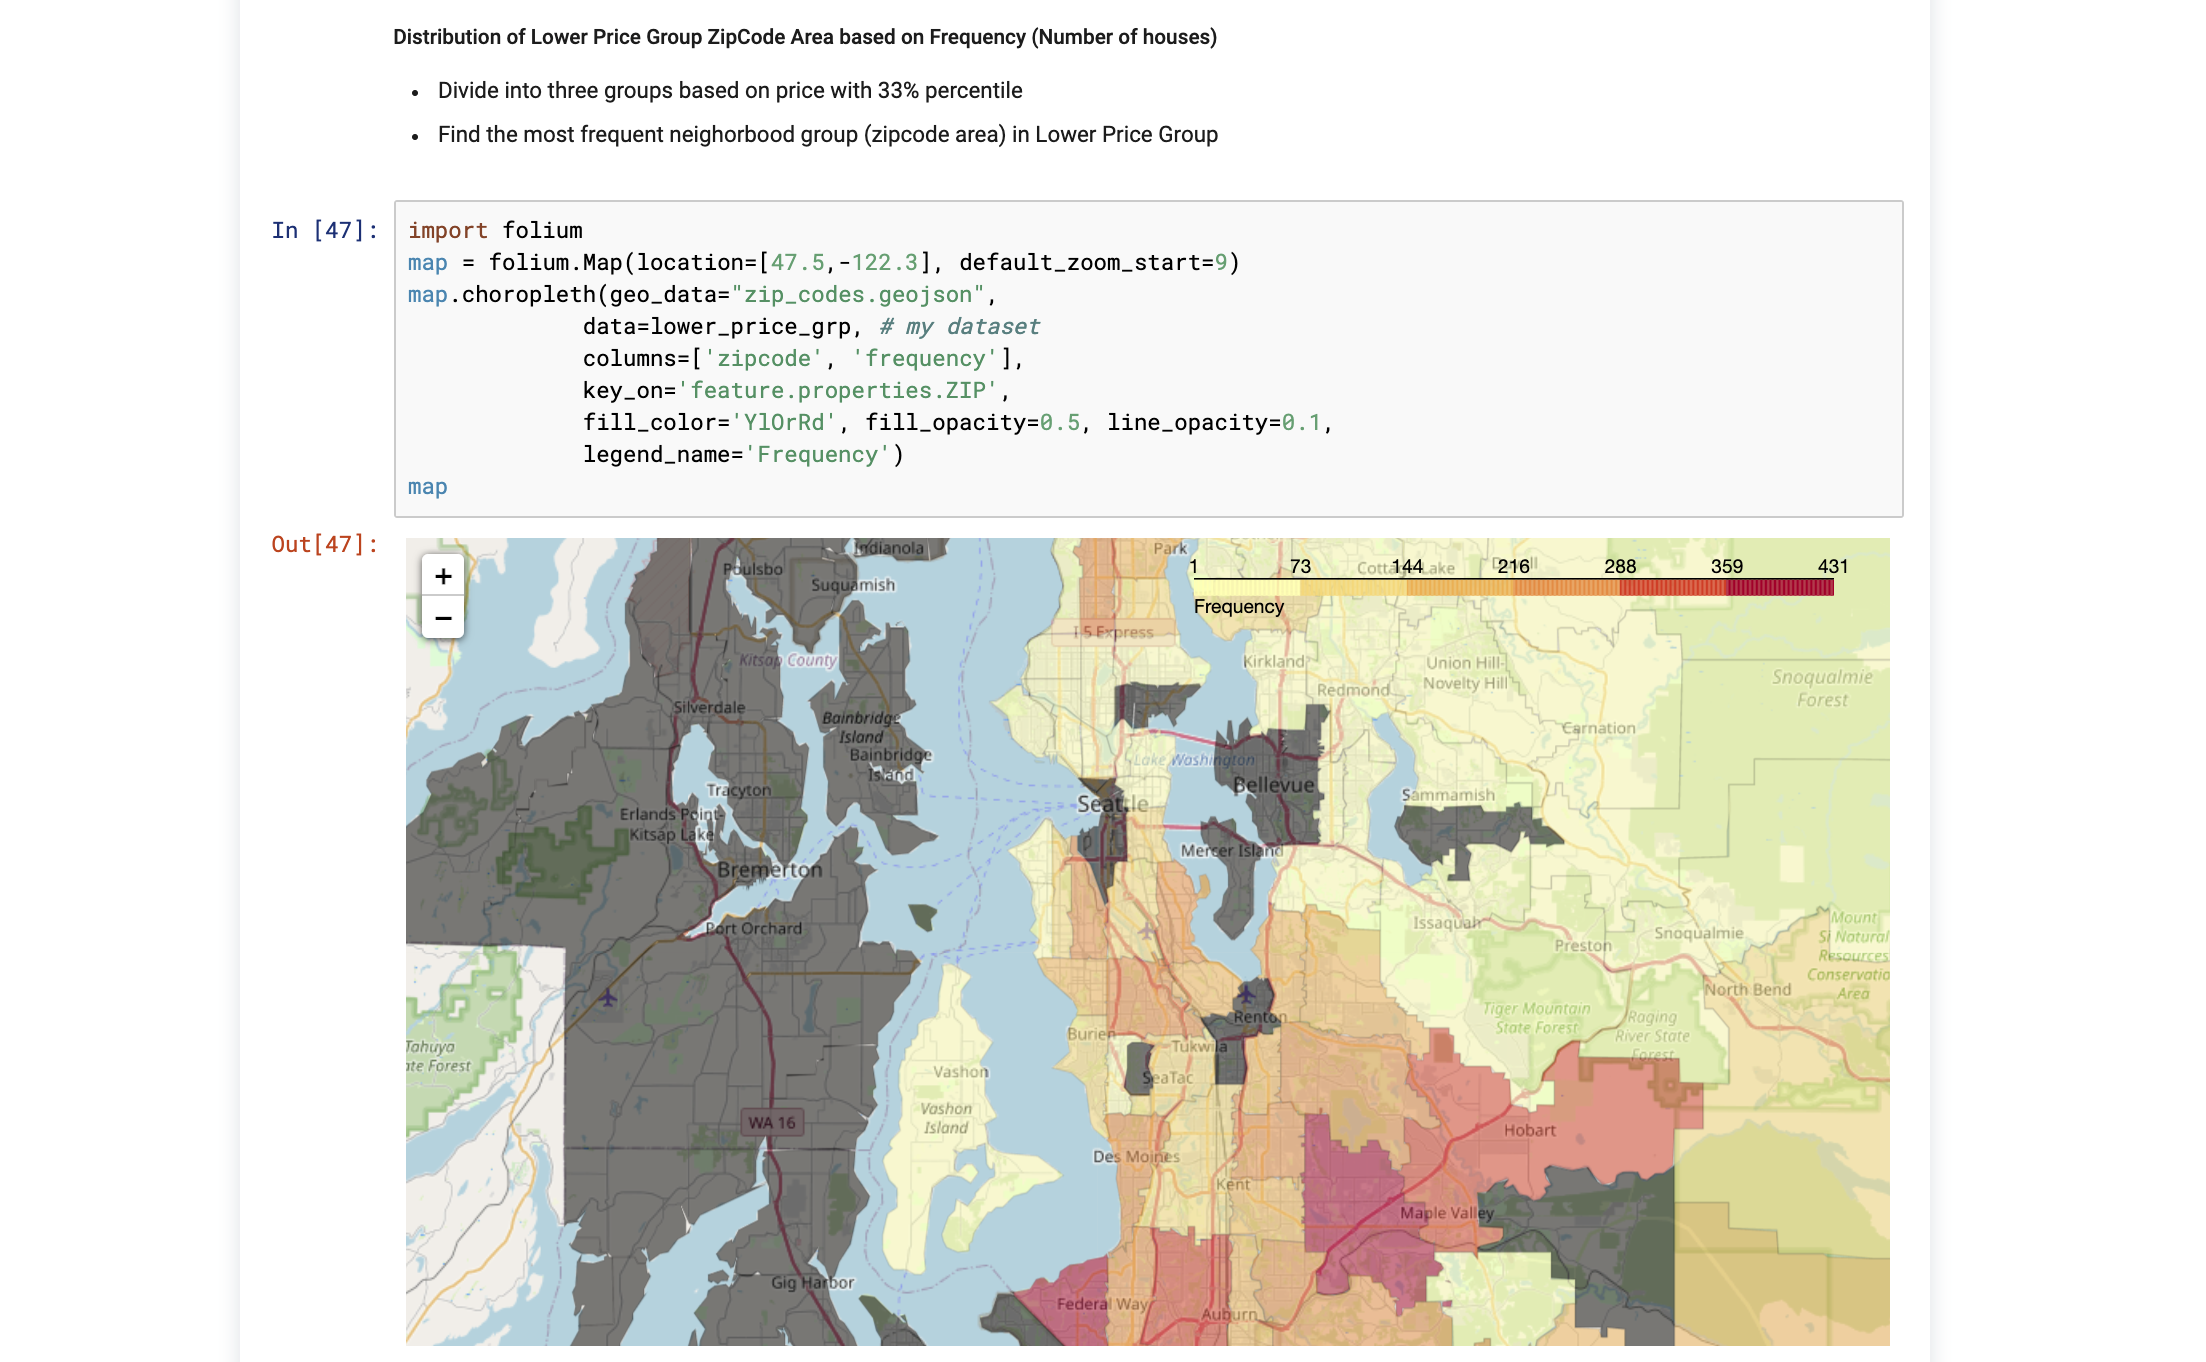 Distribution of Lower Price Group ZipCode Area based on Frequency (Number of houses)
• Divide into three groups based on price with 33% percentile
• Find the most frequent neighorbood group (zipcode area) in Lower Price Group
In [47]:
import folium
map = folium.Map(location=[47.5,-122.3], default_zoom_start=9)
map.choropleth(geo_data="zip_codes.geojson",
data=lower_price_grp, # my dataset
columns=['zipcode', 'frequency'],
key_on='feature.properties.ZIP',
fill_color='YlOrRd', fill_opacity=0.5, line_opacity=0.1,
legend_name='Frequency')
map
Out[47]:
+
−
1 73 144 216 288 359 431
Frequency
Indianola
Park
Poulsbo
Suquamish
I 5 Express
Kitsap County
Kirkland
Union Hill-
Novelty Hill
Redmond
Snoqualmie
Forest
Silverdale
Bainbridge
Island
Carnation
Bainbridge
Island
Lake Washington
Bellevue
Tracyton
Seattle
Sammamish
Erlands Point-
Kitsap Lake
Mercer Island
Bremerton
Issaquah
Port Orchard
Preston
Snoqualmie
Mount
Si Natural
Resources
Conservatio
Area
North Bend
Tiger Mountain
State Forest
Raging
River State
Forest
Renton
Burien
Tukwila
Tahuya
ate Forest
Vashon
SeaTac
Vashon
Island
WA 16
Hobart
Des Moines
Kent
Maple Valley
Gig Harbor
Federal Way
Auburn